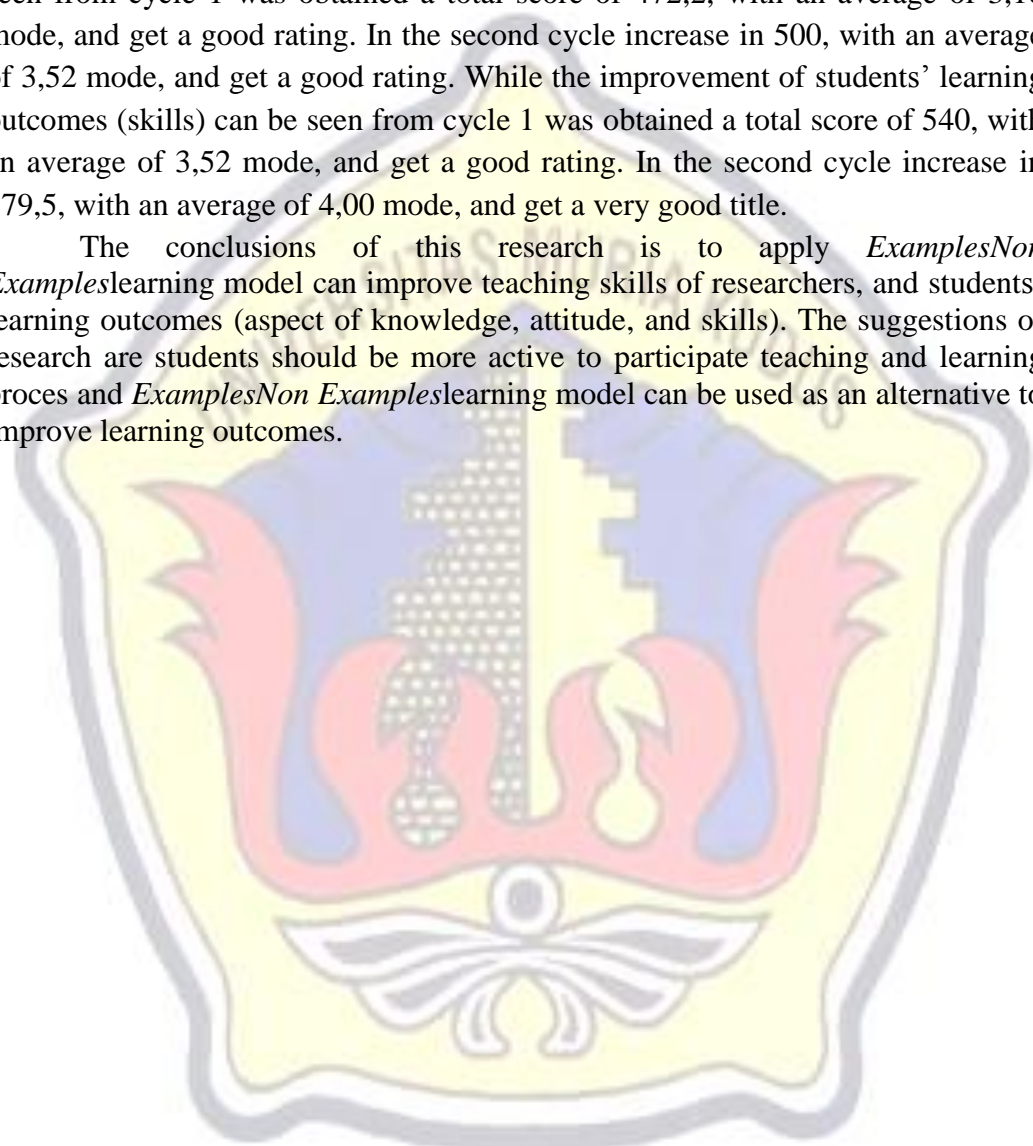 seen from cycle 1 was obtained a total score of 472,2, with an average of
mode, and get a good rating. In the second cycle increase in 500, with an average
of 3,52 mode, and get a good rating. While the improvement of students’ learning
outcomes (skills) can be seen from cycle 1 was obtained a total score of 540, with
an average of 3,52 mode, and get a good rating. In the second cycle increase in
79,5, with an average of 4,00 mode, and get a very good title.
The conclusions of this research is to apply ExamplesNon
Exampleslearning model can improve teaching skills of researchers, and students’
learning outcomes (aspect of knowledge, attitude, and skills). The suggestions of
research are students should be more active to participate teaching and learning
proces and ExamplesNon Exampleslearning model can be used as an alternative to
improve learning outcomes.
UNIVERSITAS MURIA KUDUS